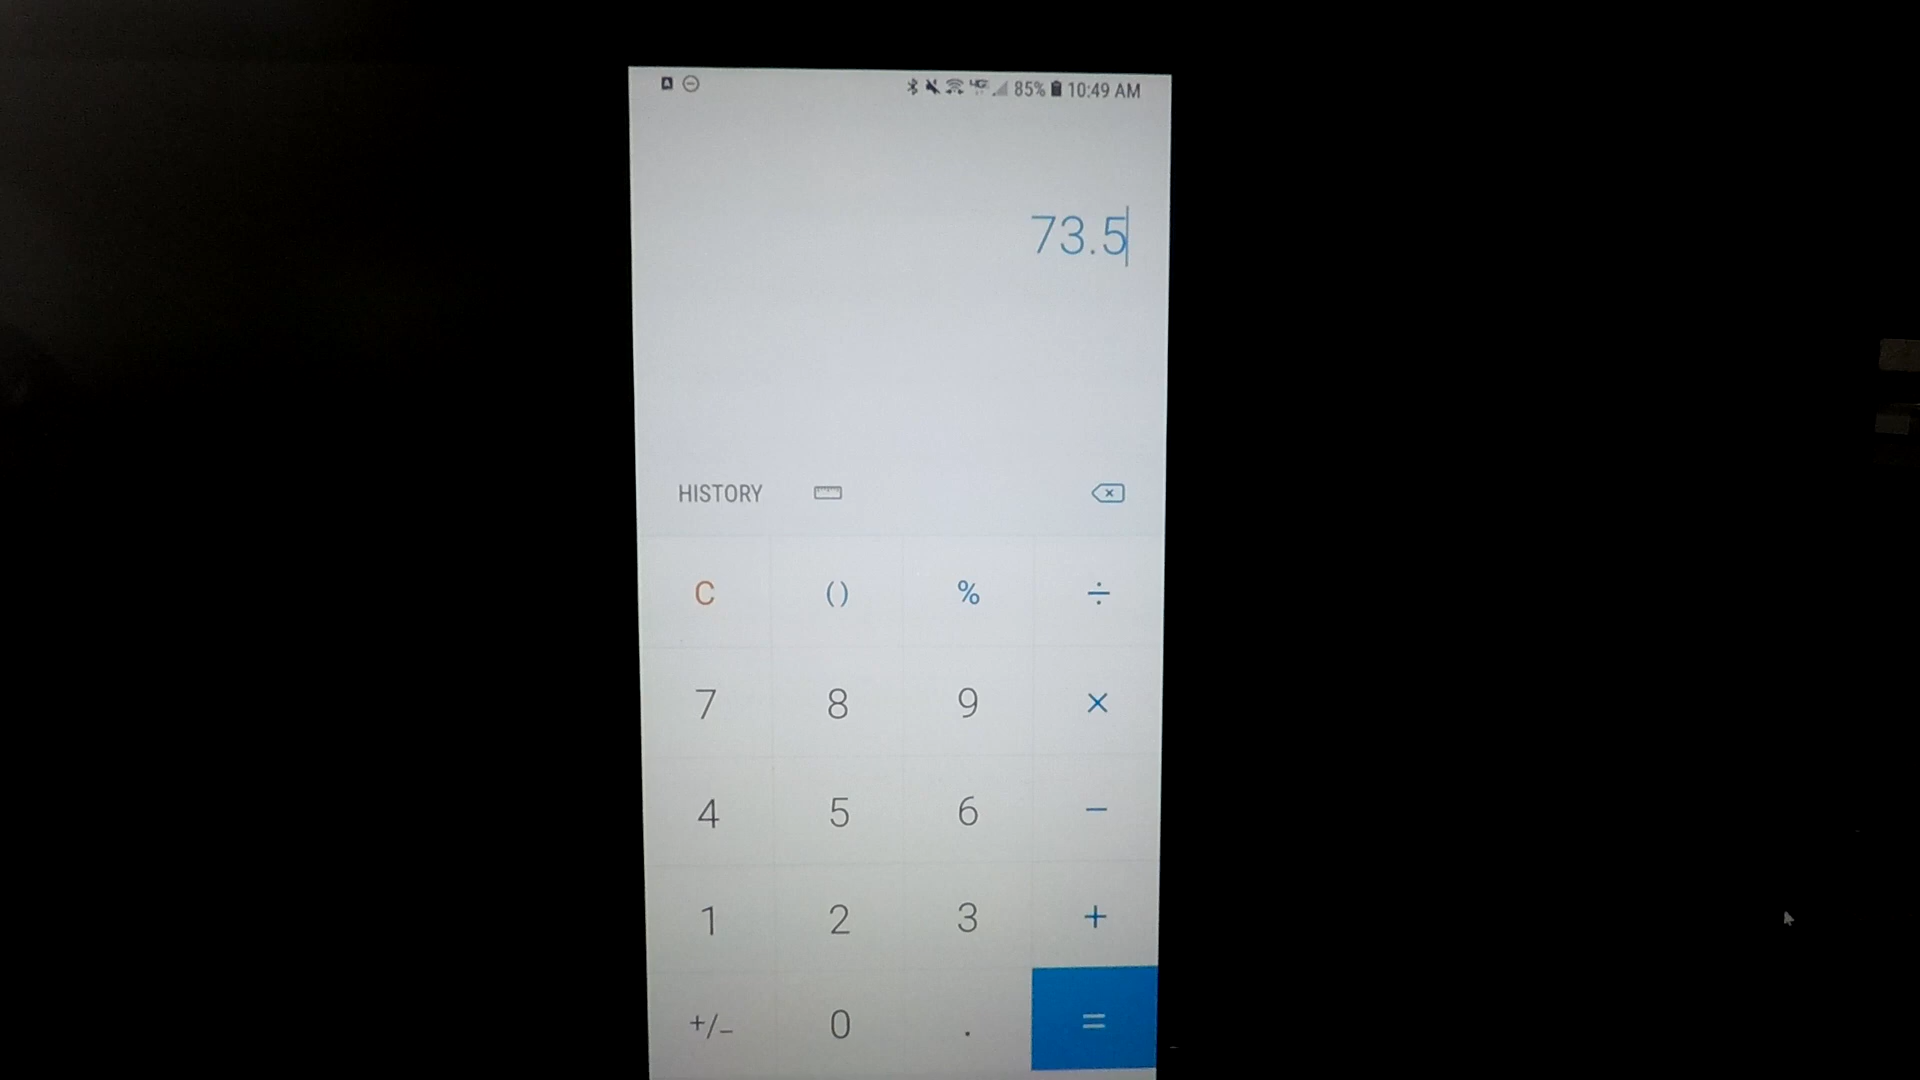 85% 10:49 AM
73.5
HISTORY
C () % ÷
7 8 9 ×
4 5 6 −
1 2 3 +
+/− 0 . =